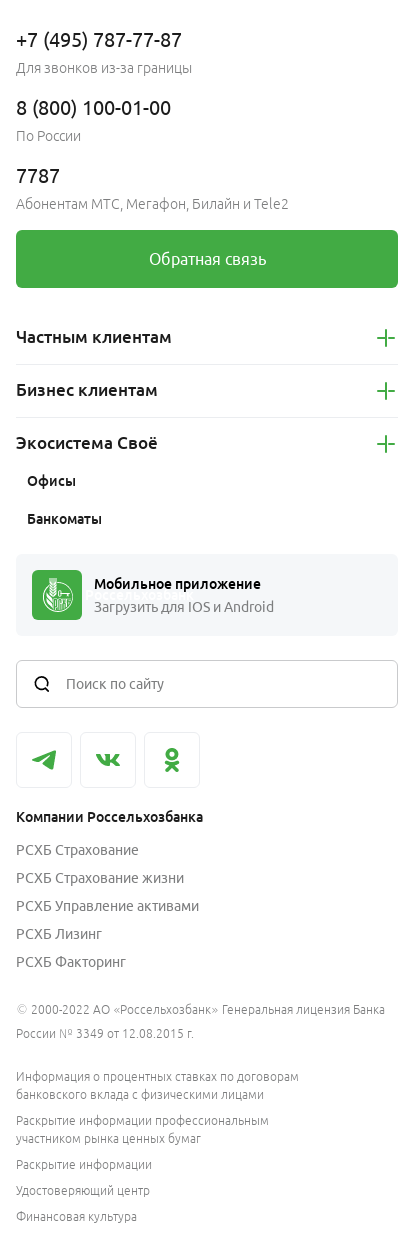 +7 (495) 787-77-87
Для звонков из-за границы
8 (800) 100-01-00
По России
7787
Абонентам МТС, Мегафон, Билайн и Tele2
Обратная связь
Частным клиентам
Бизнес клиентам
Экосистема Своё
Офисы
Банкоматы
Мобильное приложение
Загрузить для IOS и Android
Поиск по сайту
Компании Россельхозбанка
РСХБ Страхование
РСХБ Страхование жизни
РСХБ Управление активами
РСХБ Лизинг
РСХБ Факторинг
© 2000-2022 АО «Россельхозбанк» Генеральная лицензия Банка
России № 3349 от 12.08.2015 г.
Информация о процентных ставках по договорам
банковского вклада с физическими лицами
Раскрытие информации профессиональным
участником рынка ценных бумаг
Раскрытие информации
Удостоверяющий центр
Финансовая культура